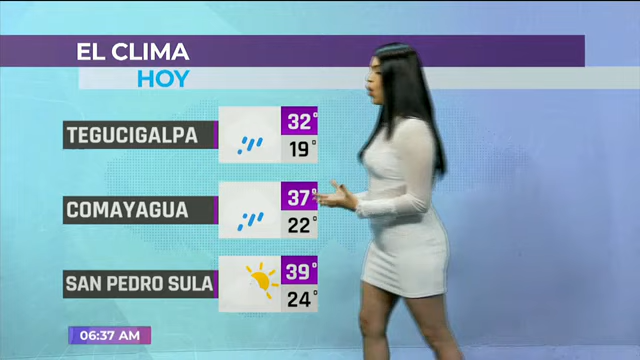 EL CLIMA
HOY
TEGUCIGALPA
32°
19°
COMAYAGUA
37°
22°
SAN PEDRO SULA
39°
24°
06:37 AM